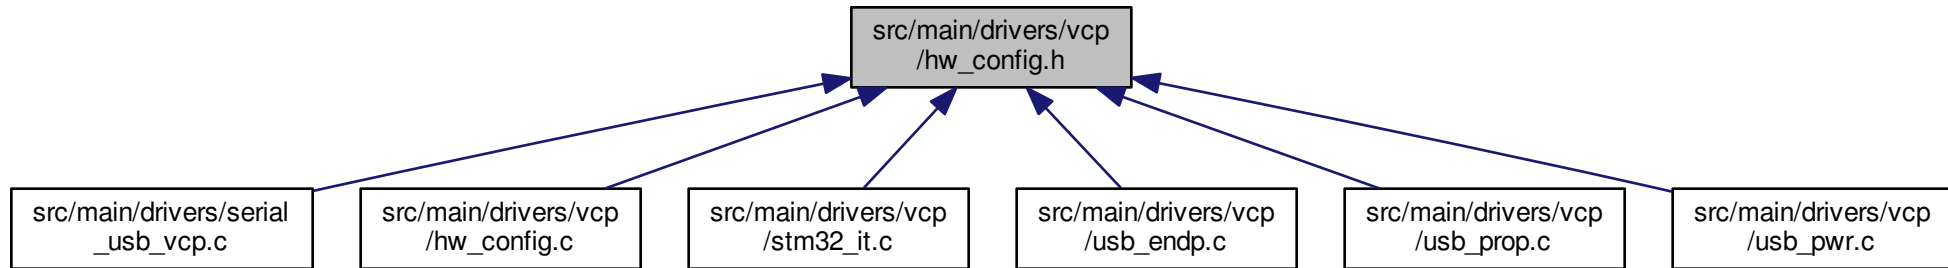 src/main/drivers/vcp
/hw_config.h
src/main/drivers/serial
_usb_vcp.c
src/main/drivers/vcp
/hw_config.c
src/main/drivers/vcp
/stm32_it.c
src/main/drivers/vcp
/usb_endp.c
src/main/drivers/vcp
/usb_prop.c
src/main/drivers/vcp
/usb_pwr.c